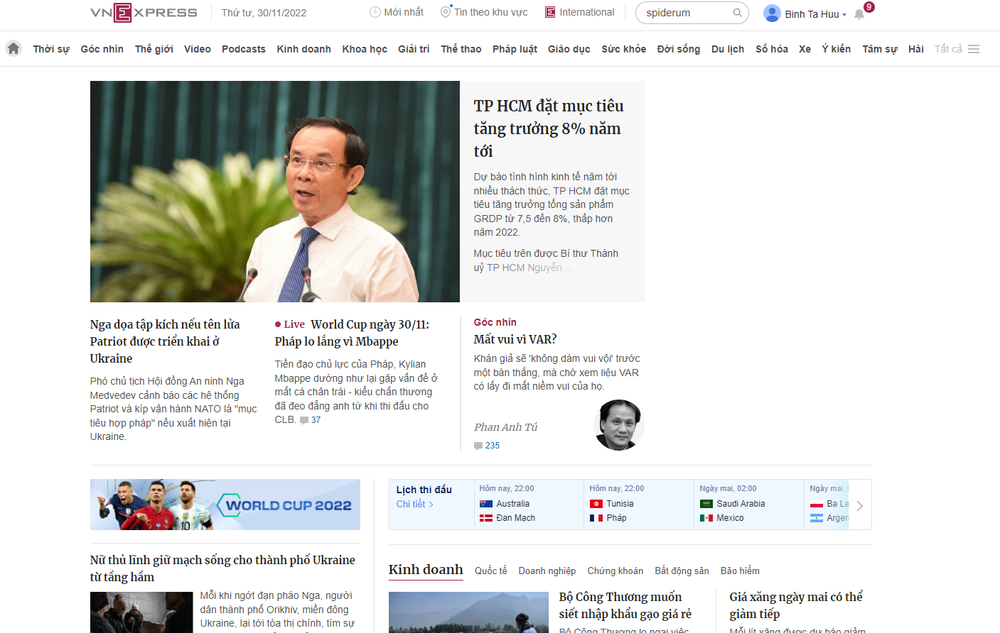 VNEXPRESS
Thứ tư, 30/11/2022
Mới nhất
Tin theo khu vực
International
spiderum
Binh Ta Huu
9
Thời sự Góc nhìn Thế giới Video Podcasts Kinh doanh Khoa học Giải trí Thể thao Pháp luật Giáo dục Sức khỏe Đời sống Du lịch Số hóa Xe Ý kiến Tâm sự Hài Tất cả
TP HCM đặt mục tiêu
tăng trưởng 8% năm
tới
Dự báo tình hình kinh tế năm tới
nhiều thách thức, TP HCM đặt mục
tiêu tăng trưởng tổng sản phẩm
GRDP từ 7,5 đến 8%, thấp hơn
năm 2022.
Mục tiêu trên được Bí thư Thành
uỷ TP HCM Nguyễn ...
Nga dọa tập kích nếu tên lửa
Patriot được triển khai ở
Ukraine
Phó chủ tịch Hội đồng An ninh Nga
Medvedev cảnh báo các hệ thống
Patriot và kíp vận hành NATO là "mục
tiêu hợp pháp" nếu xuất hiện tại
Ukraine.
Live World Cup ngày 30/11:
Pháp lo lắng vì Mbappe
Tiền đạo chủ lực của Pháp, Kylian
Mbappe dường như lại gặp vấn đề ở
mắt cá chân trái - kiểu chấn thương
đã đeo đẳng anh từ khi thi đấu cho
CLB. 37
Góc nhìn
Mất vui vì VAR?
Khán giả sẽ 'không dám vui vội' trước
một bàn thắng, mà chờ xem liệu VAR
có lấy đi mất niềm vui của họ.
Phan Anh Tú
235
WORLD CUP 2022
10
Lịch thi đấu
Chi tiết
Hôm nay, 22:00
Australia
Đan Mạch
Hôm nay, 22:00
Tunisia
Pháp
Ngày mai, 02:00
Saudi Arabia
Mexico
Ngày mai,
Ba La
Argen
Nữ thủ lĩnh giữ mạch sống cho thành phố Ukraine
từ tầng hầm
Mỗi khi ngớt đạn pháo Nga, người
dân thành phố Orikhiv, miền đông
Ukraine, lại tới tòa thị chính, tìm sự
Kinh doanh Quốc tế Doanh nghiệp Chứng khoán Bất động sản Bảo hiểm
Bộ Công Thương muốn
siết nhập khẩu gạo giá rẻ
Bộ Công Thương lo ngại việc
Giá xăng ngày mai có thể
giảm tiếp
Mỗi lít xăng được dự báo giảm